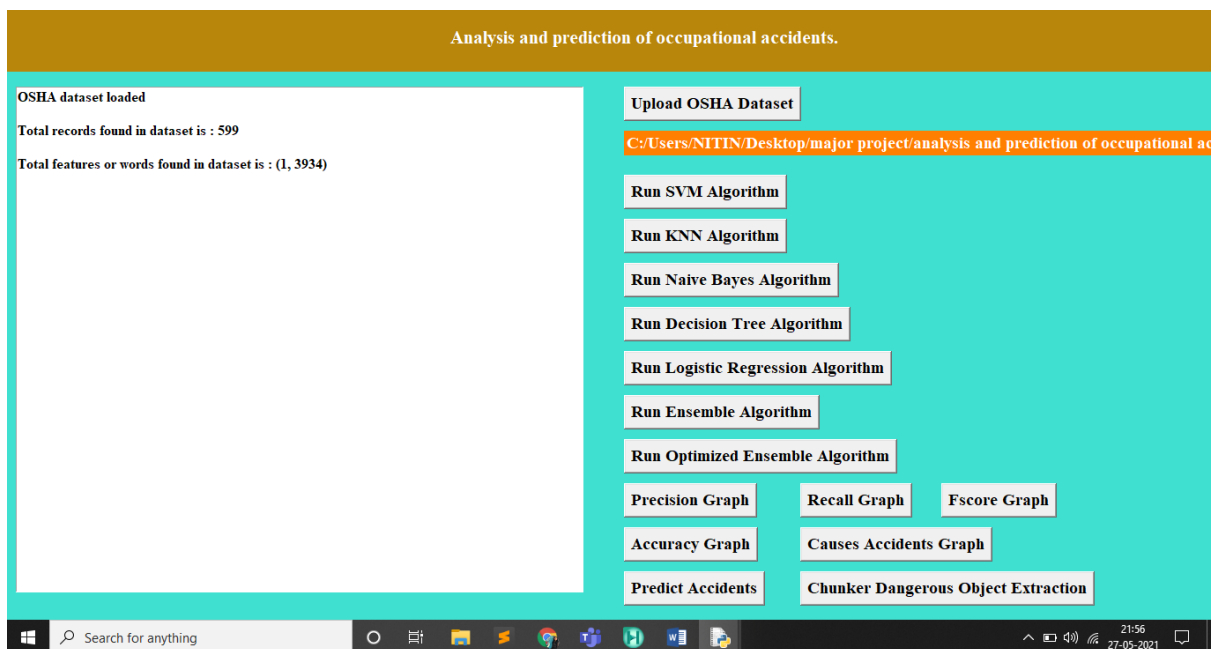 Analysis and prediction of occupational accidents.
OSHA dataset loaded
Total records found in dataset is : 599
Total features or words found in dataset is : (1, 3934)
Upload OSHA Dataset
C:/Users/NITIN/Desktop/major project/analysis and prediction of occupational ac
Run SVM Algorithm
Run KNN Algorithm
Run Naive Bayes Algorithm
Run Decision Tree Algorithm
Run Logistic Regression Algorithm
Run Ensemble Algorithm
Run Optimized Ensemble Algorithm
Precision Graph Recall Graph Fscore Graph
Accuracy Graph Causes Accidents Graph
Predict Accidents Chunker Dangerous Object Extraction
Search for anything
21:56
27-05-2021